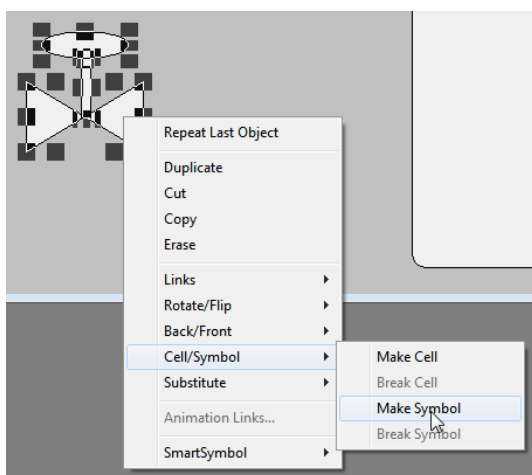 Repeat Last Object
Duplicate
Cut
Copy
Erase
Links
Rotate/Flip
Back/Front
Cell/Symbol
Substitute
Animation Links...
SmartSymbol
Make Cell
Break Cell
Make Symbol
Break Symbol